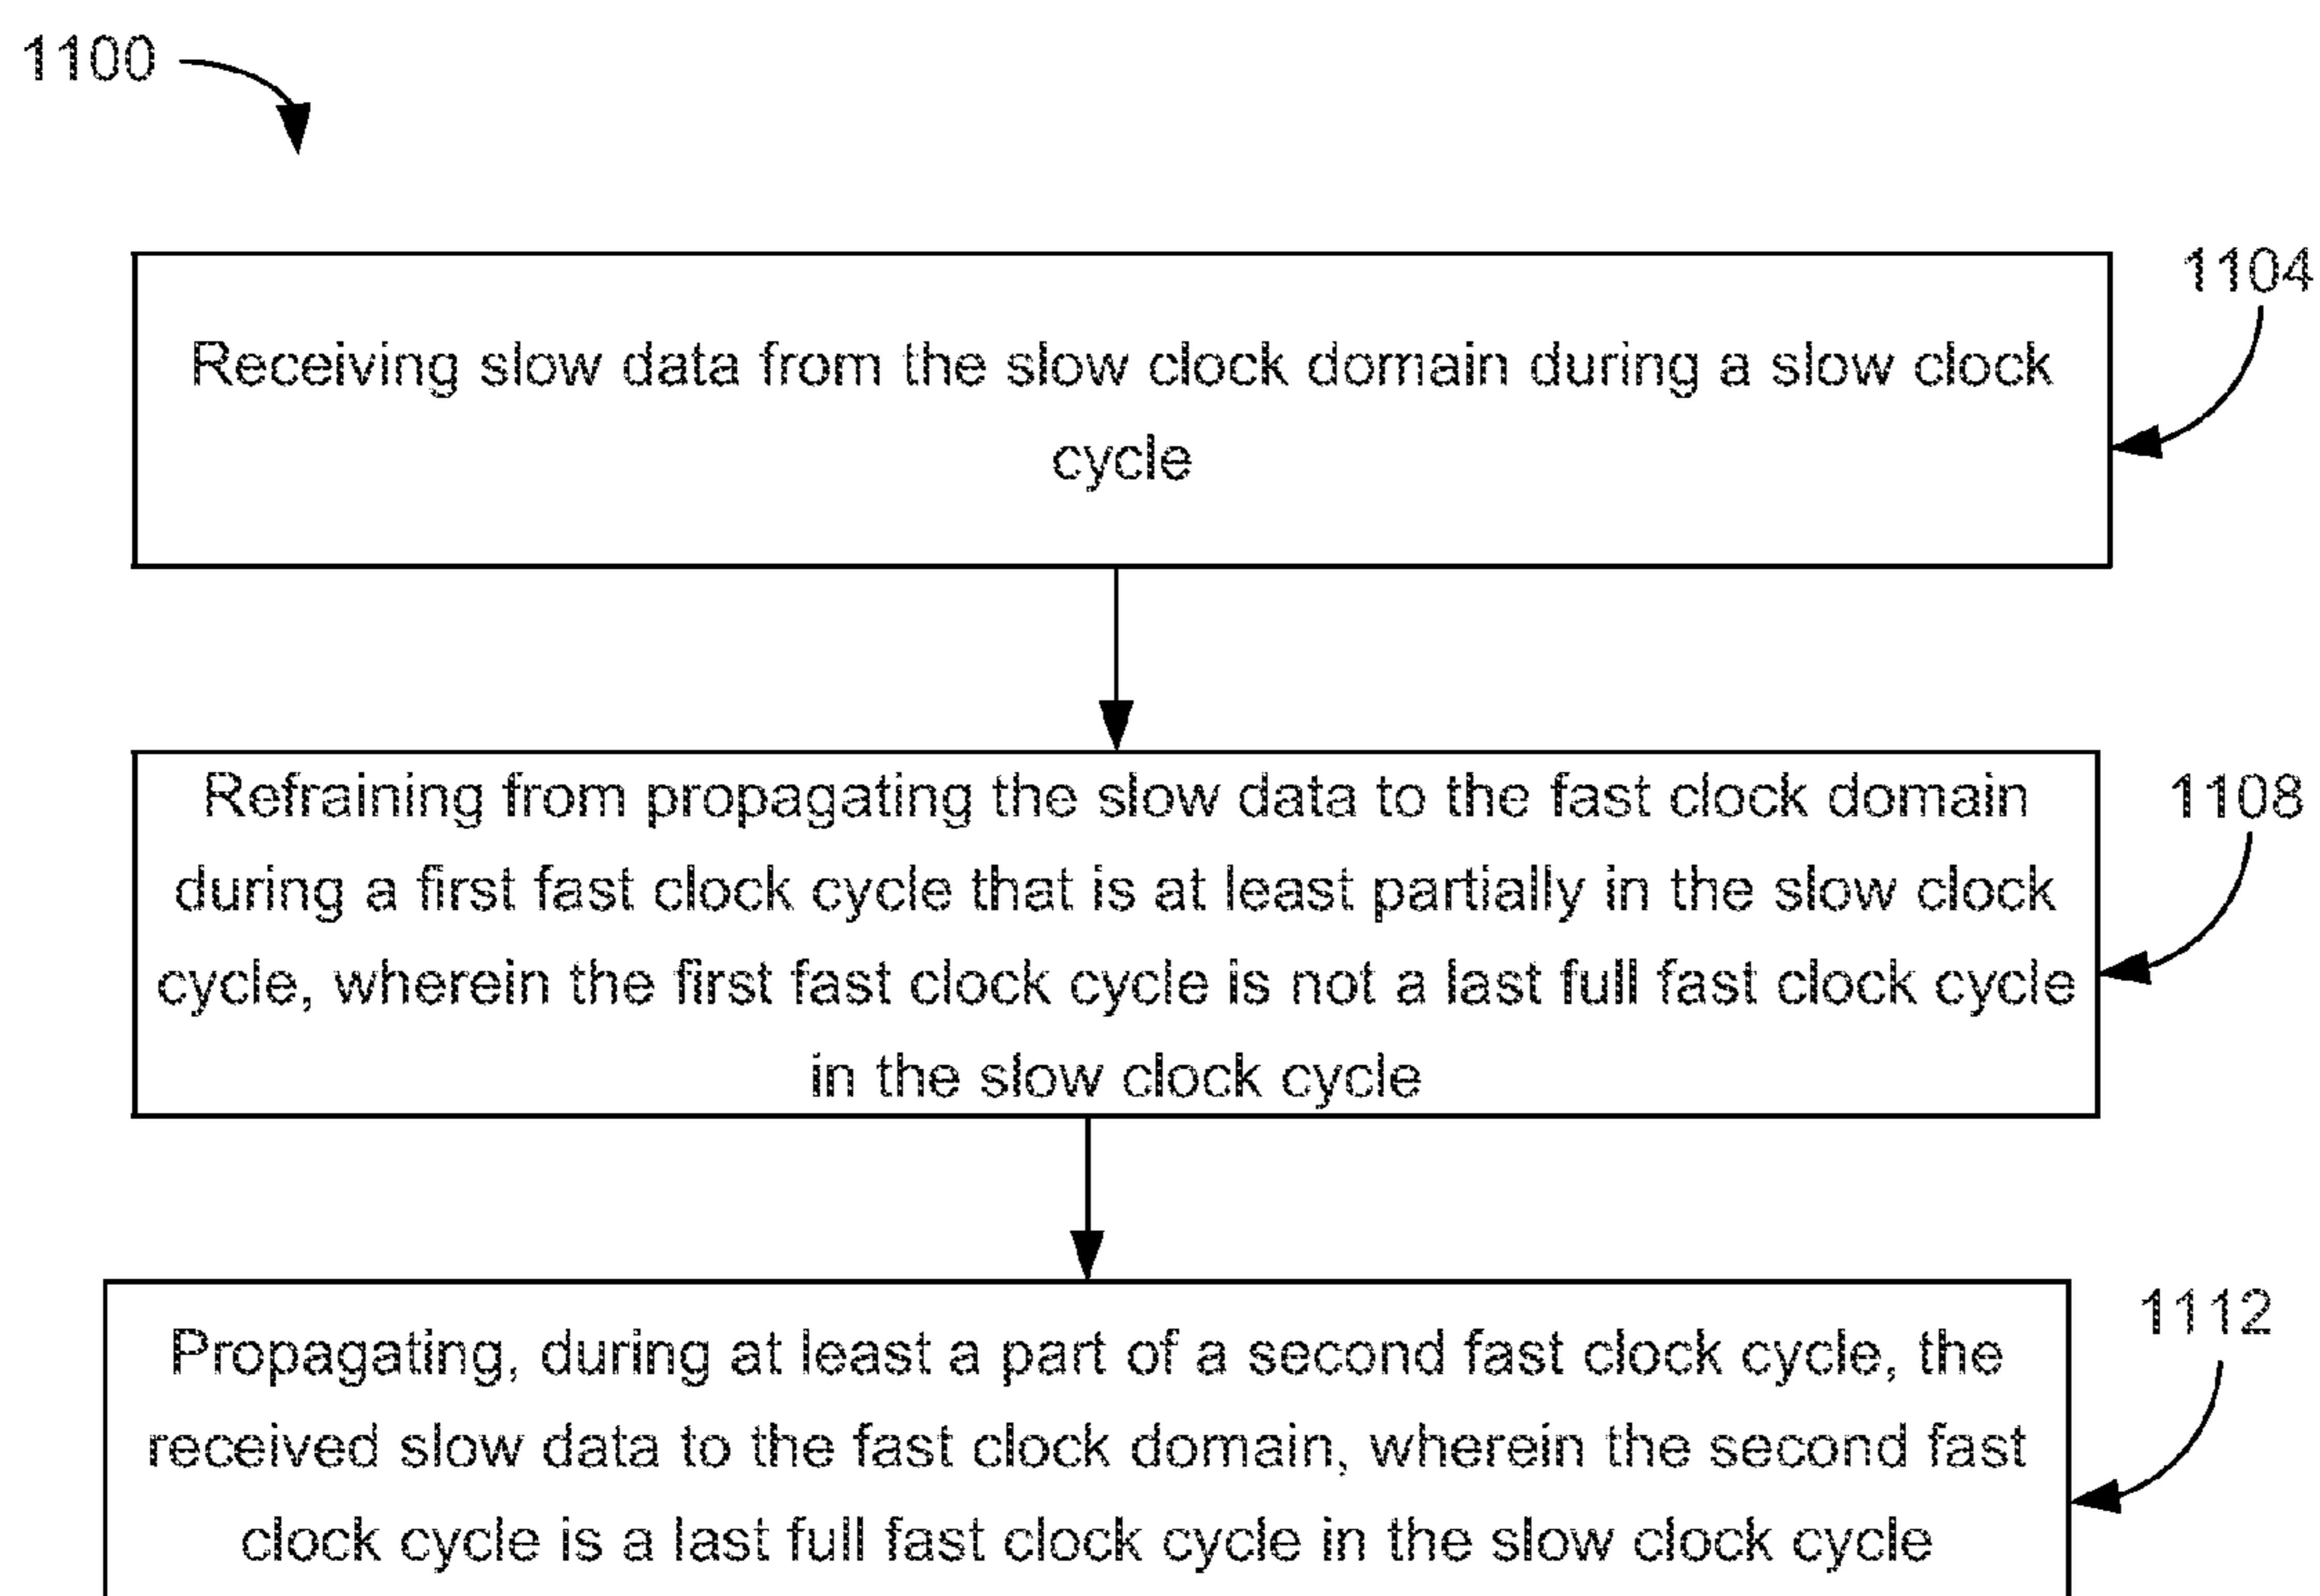 1100
1104
Receiving slow data from the slow clock domain during a slow clock
cycle
1108
Refraining from propagating the slow data to the fast clock domain
during a first fast clock cycle that is at least partially in the slow clock
cycle, wherein the first fast clock cycle is not a last full fast clock cycle
in the slow clock cycle
1112
Propagating, during at least a part of a second fast clock cycle, the
received slow data to the fast clock domain, wherein the second fast
clock cycle is a last full fast clock cycle in the slow clock cycle